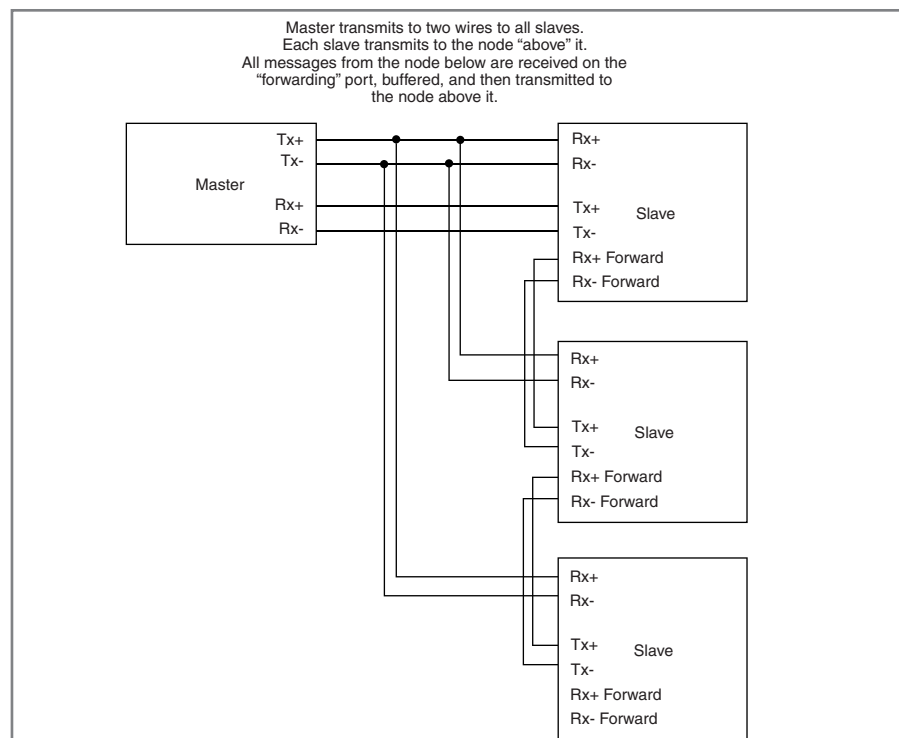 Master transmits to two wires to all slaves.
Each slave transmits to the node “above” it.
All messages from the node below are received on the
“forwarding” port, buffered, and then transmitted to
the node above it.
Tx+
Tx-
Master
Rx+
Rx-
Rx+
Rx-
Tx+
Slave
Tx-
Rx+ Forward
Rx- Forward
Rx+
Rx-
Tx+
Slave
Tx-
Rx+ Forward
Rx- Forward
Rx+
Rx-
Tx+
Slave
Tx-
Rx+ Forward
Rx- Forward